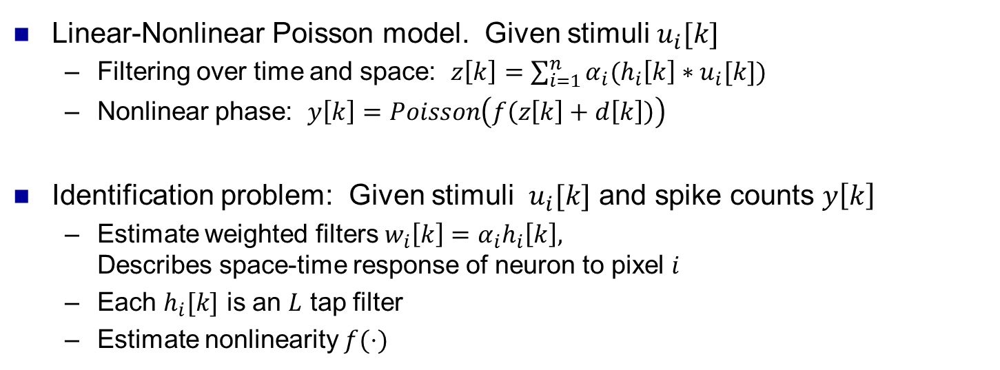 ■ Linear-Nonlinear Poisson model. Given stimuli $u_i[k]$
– Filtering over time and space: $z[k] = \sum_{i=1}^{n} \alpha_i(h_i[k] * u_i[k])$
– Nonlinear phase: $y[k] = Poisson(f(z[k] + d[k]))$
■ Identification problem: Given stimuli $u_i[k]$ and spike counts $y[k]$
– Estimate weighted filters $w_i[k] = \alpha_i h_i[k]$,
Describes space-time response of neuron to pixel $i$
– Each $h_i[k]$ is an $L$ tap filter
– Estimate nonlinearity $f(\cdot)$